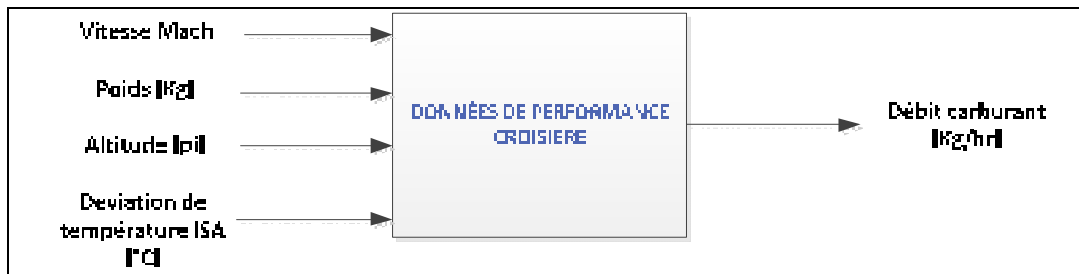 Vitesse Mach
Poids [Kg]
Altitude [pi]
Deviation de
température ISA
[°C]
DONNÉES DE PERFORMANCE
CROISIERE
Débit carburant
[Kg/hr]